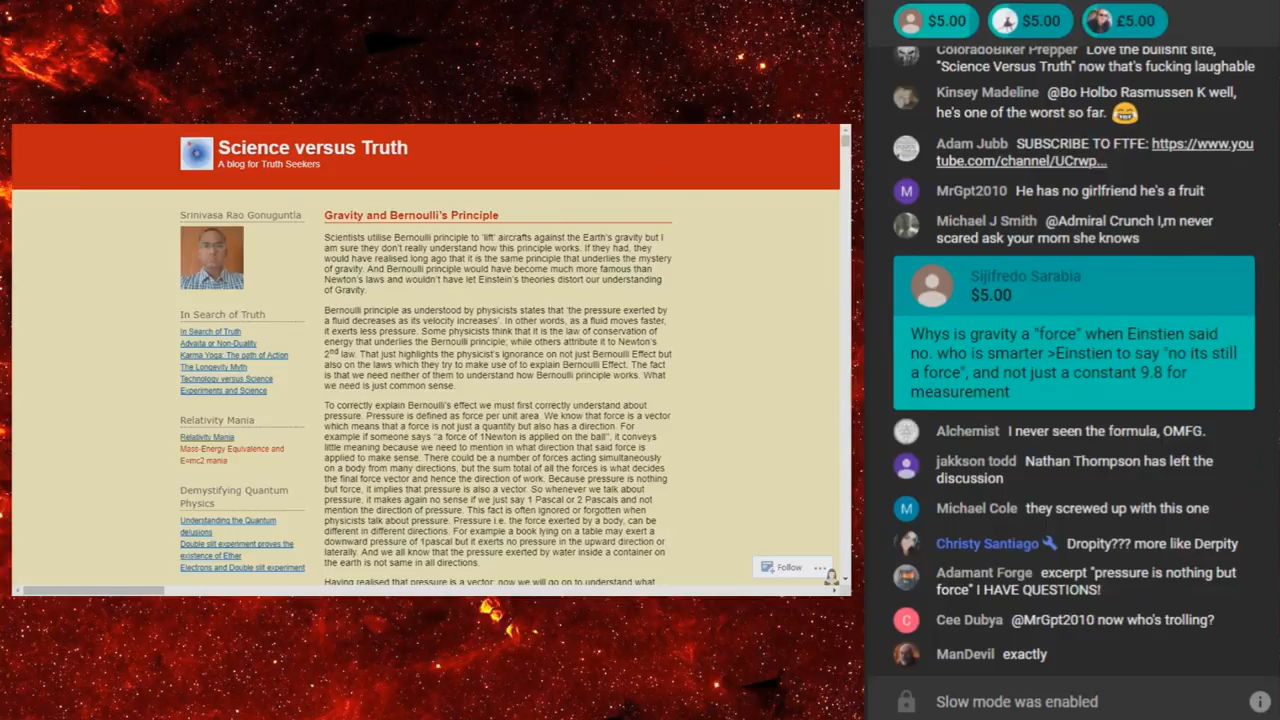 Science versus Truth
A blog for Truth Seekers
Srinivasa Rao Gonuguntla
In Search of Truth
In Search of Truth
Advaita or Non-Duality
Karma Yoga: The path of Action
The Longevity Myth
Technology versus Science
Experiments and Science
Relativity Mania
Relativity Mania
Mass-Energy Equivalence and
E=mc2 mania
Demystifying Quantum
Physics
Understanding the Quantum
delusions
Double slit experiment proves the
existence of Ether
Electrons and Double slit experiment
Gravity and Bernoulli's Principle
Scientists utilise Bernoulli principle to 'lift' aircrafts against the Earth's gravity but I
am sure they don't really understand how this principle works. If they had, they
would have realised long ago that it is the same principle that underlies the mystery
of gravity. And Bernoulli principle would have become much more famous than
Newton's laws and wouldn't have let Einstein's theories distort our understanding
of Gravity.
Bernoulli principle as understood by physicists states that 'the pressure exerted by
a fluid decreases as its velocity increases'. In other words, as a fluid moves faster,
it exerts less pressure. Some physicists think that it is the law of conservation of
energy that underlies the Bernoulli principle; while others attribute it to Newton's
2nd law. That just highlights the physicist's ignorance on not just Bernoulli Effect but
also on the laws which they try to make use of to explain Bernoulli Effect. The fact
is that we need neither of them to understand how Bernoulli principle works. What
we need is just common sense.
To correctly explain Bernoulli's effect we must first correctly understand about
pressure. Pressure is defined as force per unit area. We know that force is a vector
which means that a force is not just a quantity but also has a direction. For
example if someone says "a force of 1Newton is applied on the ball", it conveys
little meaning because we need to mention in what direction that said force is
applied to make sense. There could be a number of forces acting simultaneously
on a body from many directions, but the sum total of all the forces is what decides
the final force vector and hence the direction of work. Because pressure is nothing
but force, it implies that pressure is also a vector. So whenever we talk about
pressure, it makes again no sense if we just say 1 Pascal or 2 Pascals and not
mention the direction of pressure. This fact is often ignored or forgotten when
physicists talk about pressure. Pressure i.e. the force exerted by a body, can be
different in different directions. For example a book lying on a table may exert a
downward pressure of 1pascal but it exerts no pressure in the upward direction or
laterally. And we all know that the pressure exerted by water inside a container on
the earth is not same in all directions.
Having realised that pressure is a vector, now we will go on to understand what
Follow
$5.00
$5.00
£5.00
ColoradoBiker Prepper Love the bullshit site,
"Science Versus Truth" now that's fucking laughable
Kinsey Madeline @Bo Holbo Rasmussen K well,
he's one of the worst so far.
Adam Jubb SUBSCRIBE TO FTFE: https://www.you
tube.com/channel/UCrwp...
M MrGpt2010 He has no girlfriend he's a fruit
Michael J Smith @Admiral Crunch I,m never
scared ask your mom she knows
Sijifredo Sarabia
$5.00
Whys is gravity a "force" when Einstien said
no. who is smarter >Einstien to say "no its still
a force", and not just a constant 9.8 for
measurement
Alchemist I never seen the formula, OMFG.
jakkson todd Nathan Thompson has left the
discussion
M Michael Cole they screwed up with this one
Christy Santiago Dropity??? more like Derpity
Adamant Forge excerpt "pressure is nothing but
force" I HAVE QUESTIONS!
C Cee Dubya @MrGpt2010 now who's trolling?
ManDevil exactly
Slow mode was enabled